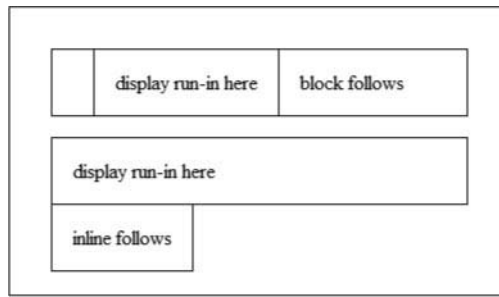 display run-in here block follows
display run-in here
inline follows